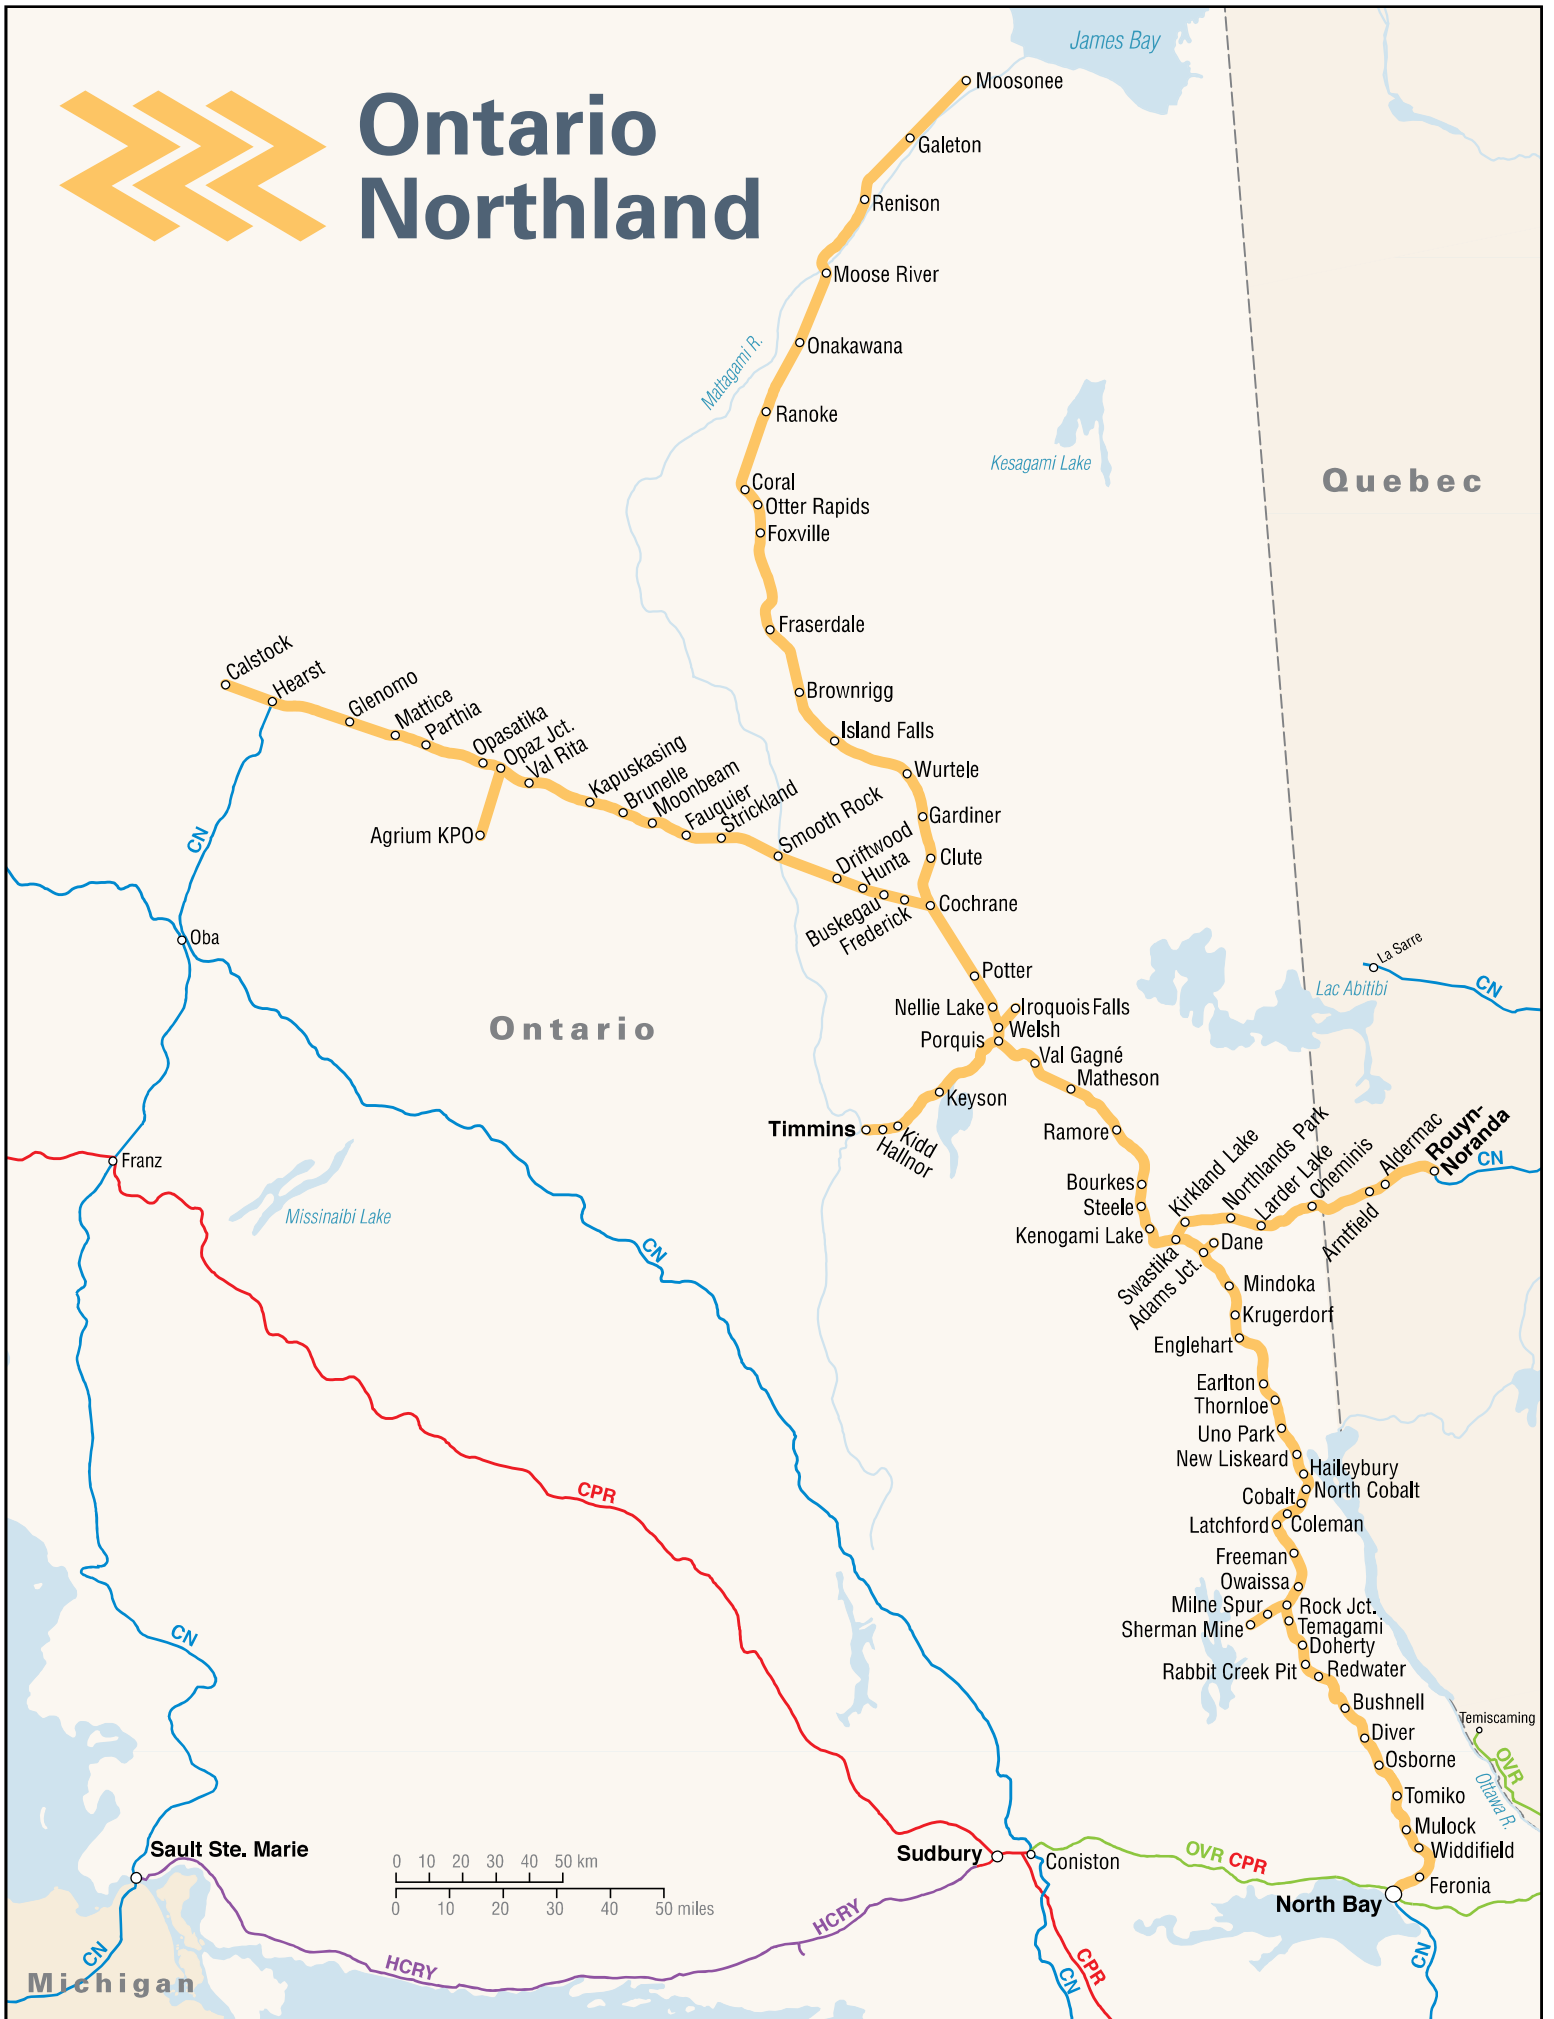 James Bay
Ontario
Northland
Moosonee
Galeton
Renison
Moose River
Onakawana
Mattagami R.
Ranoke
Kesagami Lake
Quebec
Coral
Otter Rapids
Foxville
Fraserdale
Brownrigg
Island Falls
Wurtele
Gardiner
Clute
Cochrane
Calstock
Hearst
Glenomo
Mattice
Parthia
Opasatika
Opaz Jct.
Val Rita
Agrium KPO
Kapuskasing
Brunelle
Moonbeam
Fauquier
Strickland
Smooth Rock
Driftwood
Hunta
Buskegau
Frederick
CN
Oba
Ontario
Potter
Nellie Lake
Iroquois Falls
Welsh
Porquis
Val Gagné
Matheson
Keyson
Timmins
Kidd
Hallnor
Ramore
La Sarre
CN
Lac Abitibi
Franz
Missinaibi Lake
CN
Bourkes
Steele
Kenogami Lake
Swastika
Adams Jct.
Kirkland Lake
Northlands Park
Larder Lake
Cheminis
Arntfield
Aldermac
Rouyn-
Noranda
CN
Dane
Mindoka
Krugerdorf
Englehart
Earlton
Thornloe
Uno Park
New Liskeard
Haileybury
North Cobalt
Cobalt
Coleman
Latchford
Freeman
Owaissa
Milne Spur
Rock Jct.
Sherman Mine
Temagami
Doherty
Rabbit Creek Pit
Redwater
Bushnell
Diver
Osborne
Tomiko
Mulock
Widdifield
Feronia
North Bay
Temiscaming
OVR
Ottawa R.
CPR
CN
Sault Ste. Marie
0 10 20 30 40 50 km
0 10 20 30 40 50 miles
Sudbury
Coniston
OVR CPR
HCRY
HCRY
CN
Michigan
CN
CPR
CN